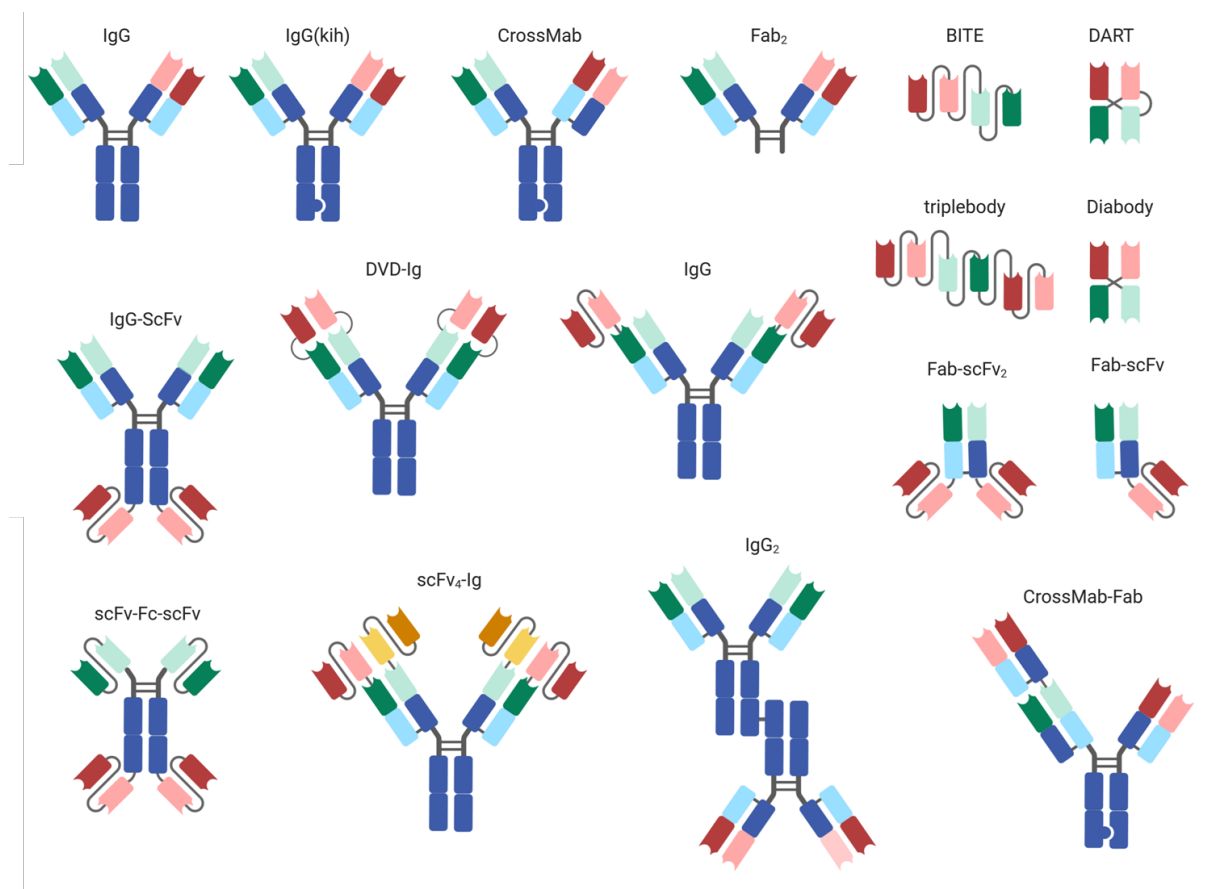 IgG
IgG(kih)
CrossMab
Fab₂
BITE
DART
triplebody
Diabody
DVD-Ig
IgG
IgG-ScFv
Fab-scFv₂
Fab-scFv
IgG₂
scFv₄-Ig
CrossMab-Fab
scFv-Fc-scFv